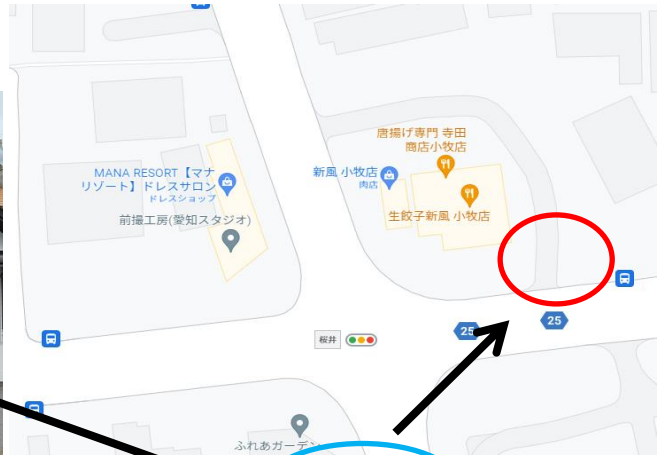 唐揚げ専門 寺田
商店小牧店
MANA RESORT【マナ
リゾート】ドレスサロン
ドレスショップ
新風 小牧店
肉店
生餃子新風 小牧店
前撮工房(愛知スタジオ)
25
25
桜井
ふれあガーデン